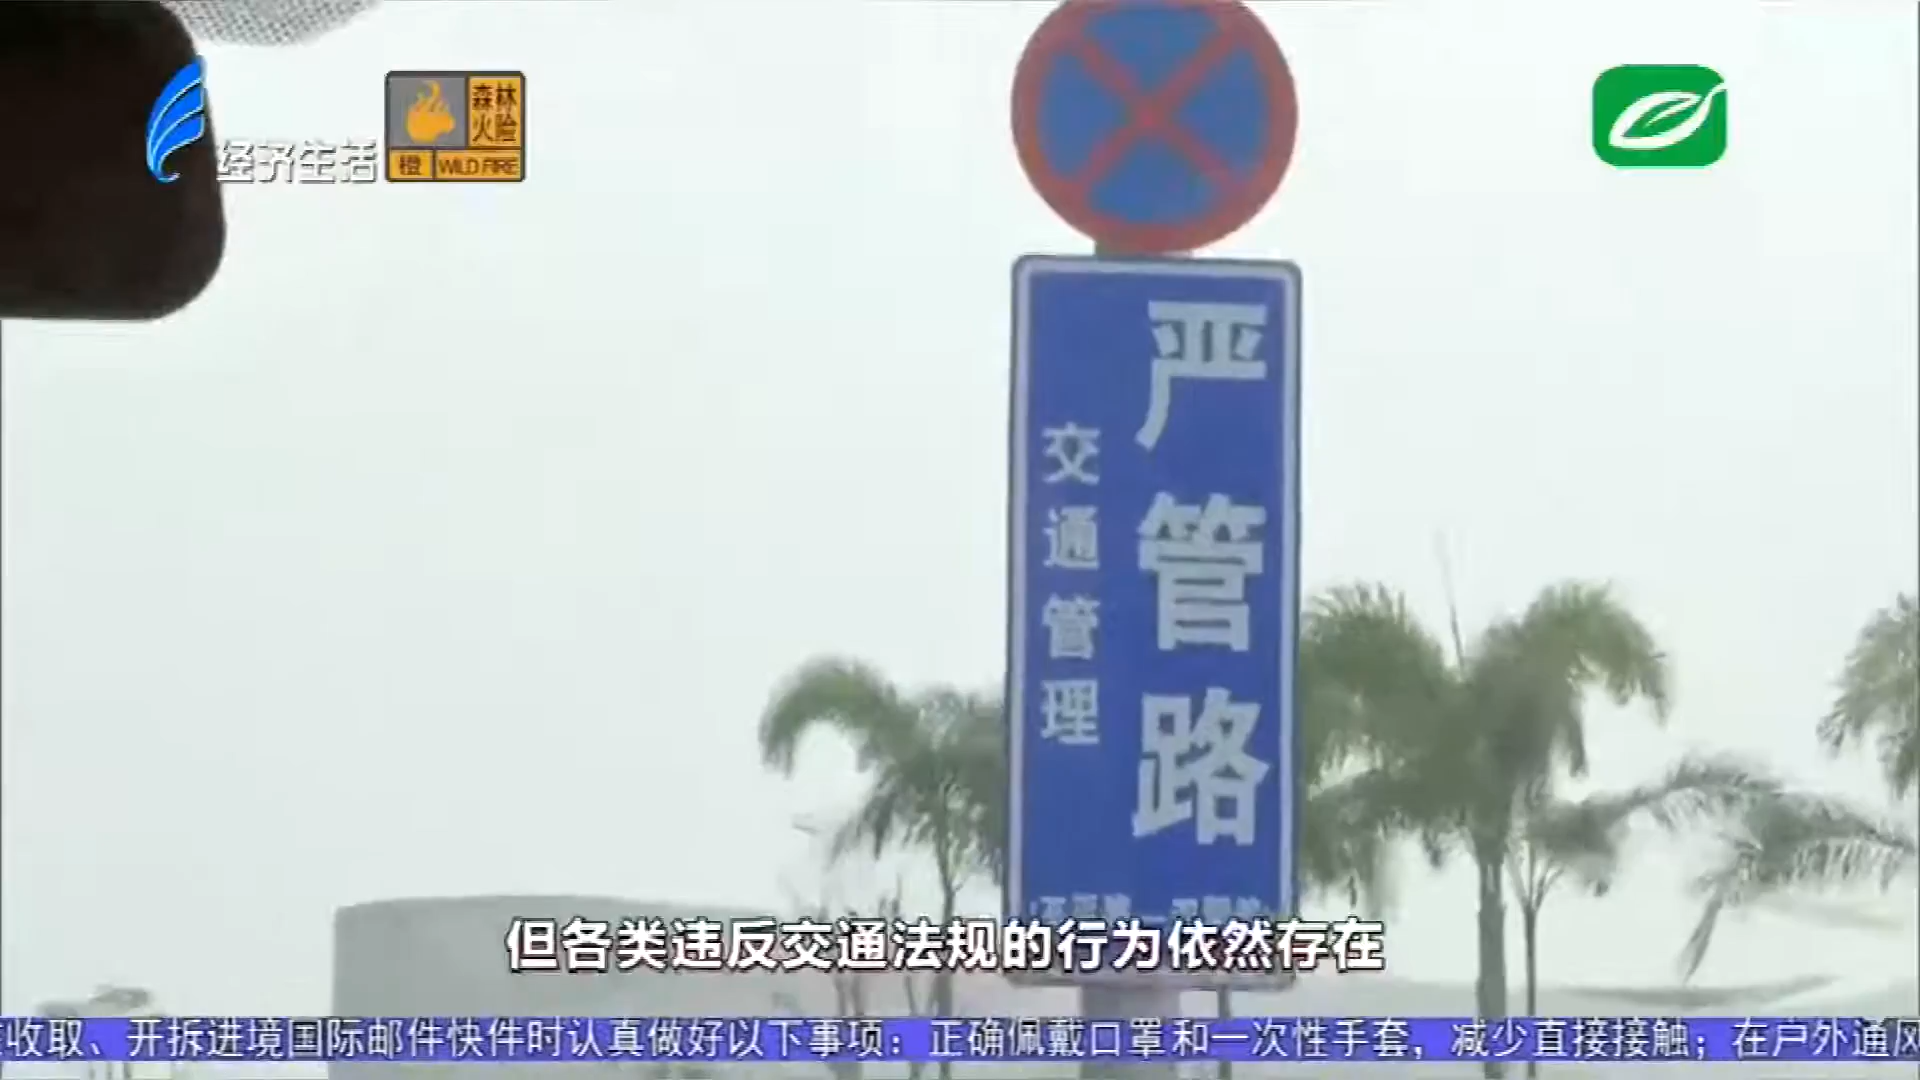 经济生活
森林
火险
橙 WILD FIRE
严管路
交通管理
但各类违反交通法规的行为依然存在
收取、开拆进境国际邮件快件时认真做好以下事项：正确佩戴口罩和一次性手套，减少直接接触；在户外通风